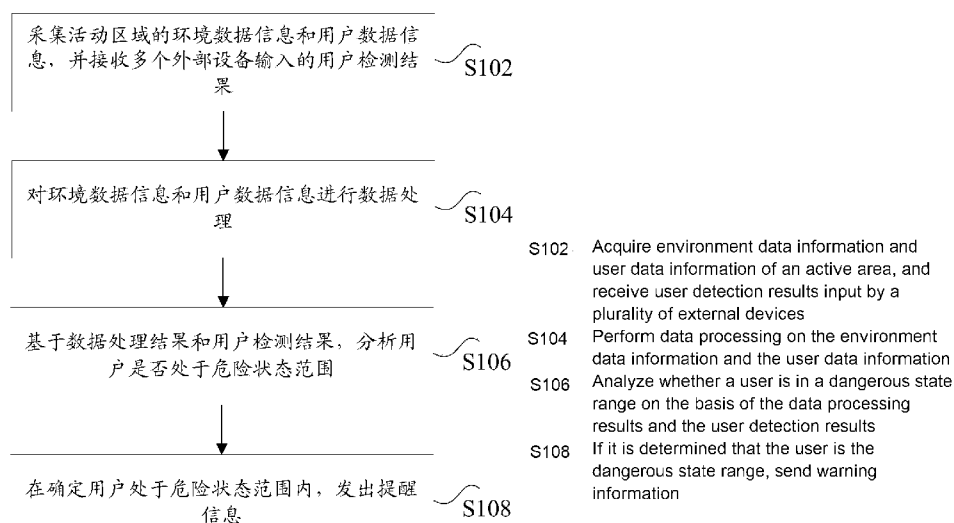 采集活动区域的环境数据信息和用户数据信
息，并接收多个外部设备输入的用户检测结
果
S102
对环境数据信息和用户数据信息进行数据处
理
S104
基于数据处理结果和用户检测结果，分析用
户是否处于危险状态范围
S106
在确定用户处于危险状态范围内，发出提醒
信息
S108
S102 Acquire environment data information and
user data information of an active area, and
receive user detection results input by a
plurality of external devices
S104 Perform data processing on the environment
data information and the user data information
S106 Analyze whether a user is in a dangerous state
range on the basis of the data processing
results and the user detection results
S108 If it is determined that the user is the
dangerous state range, send warning
information